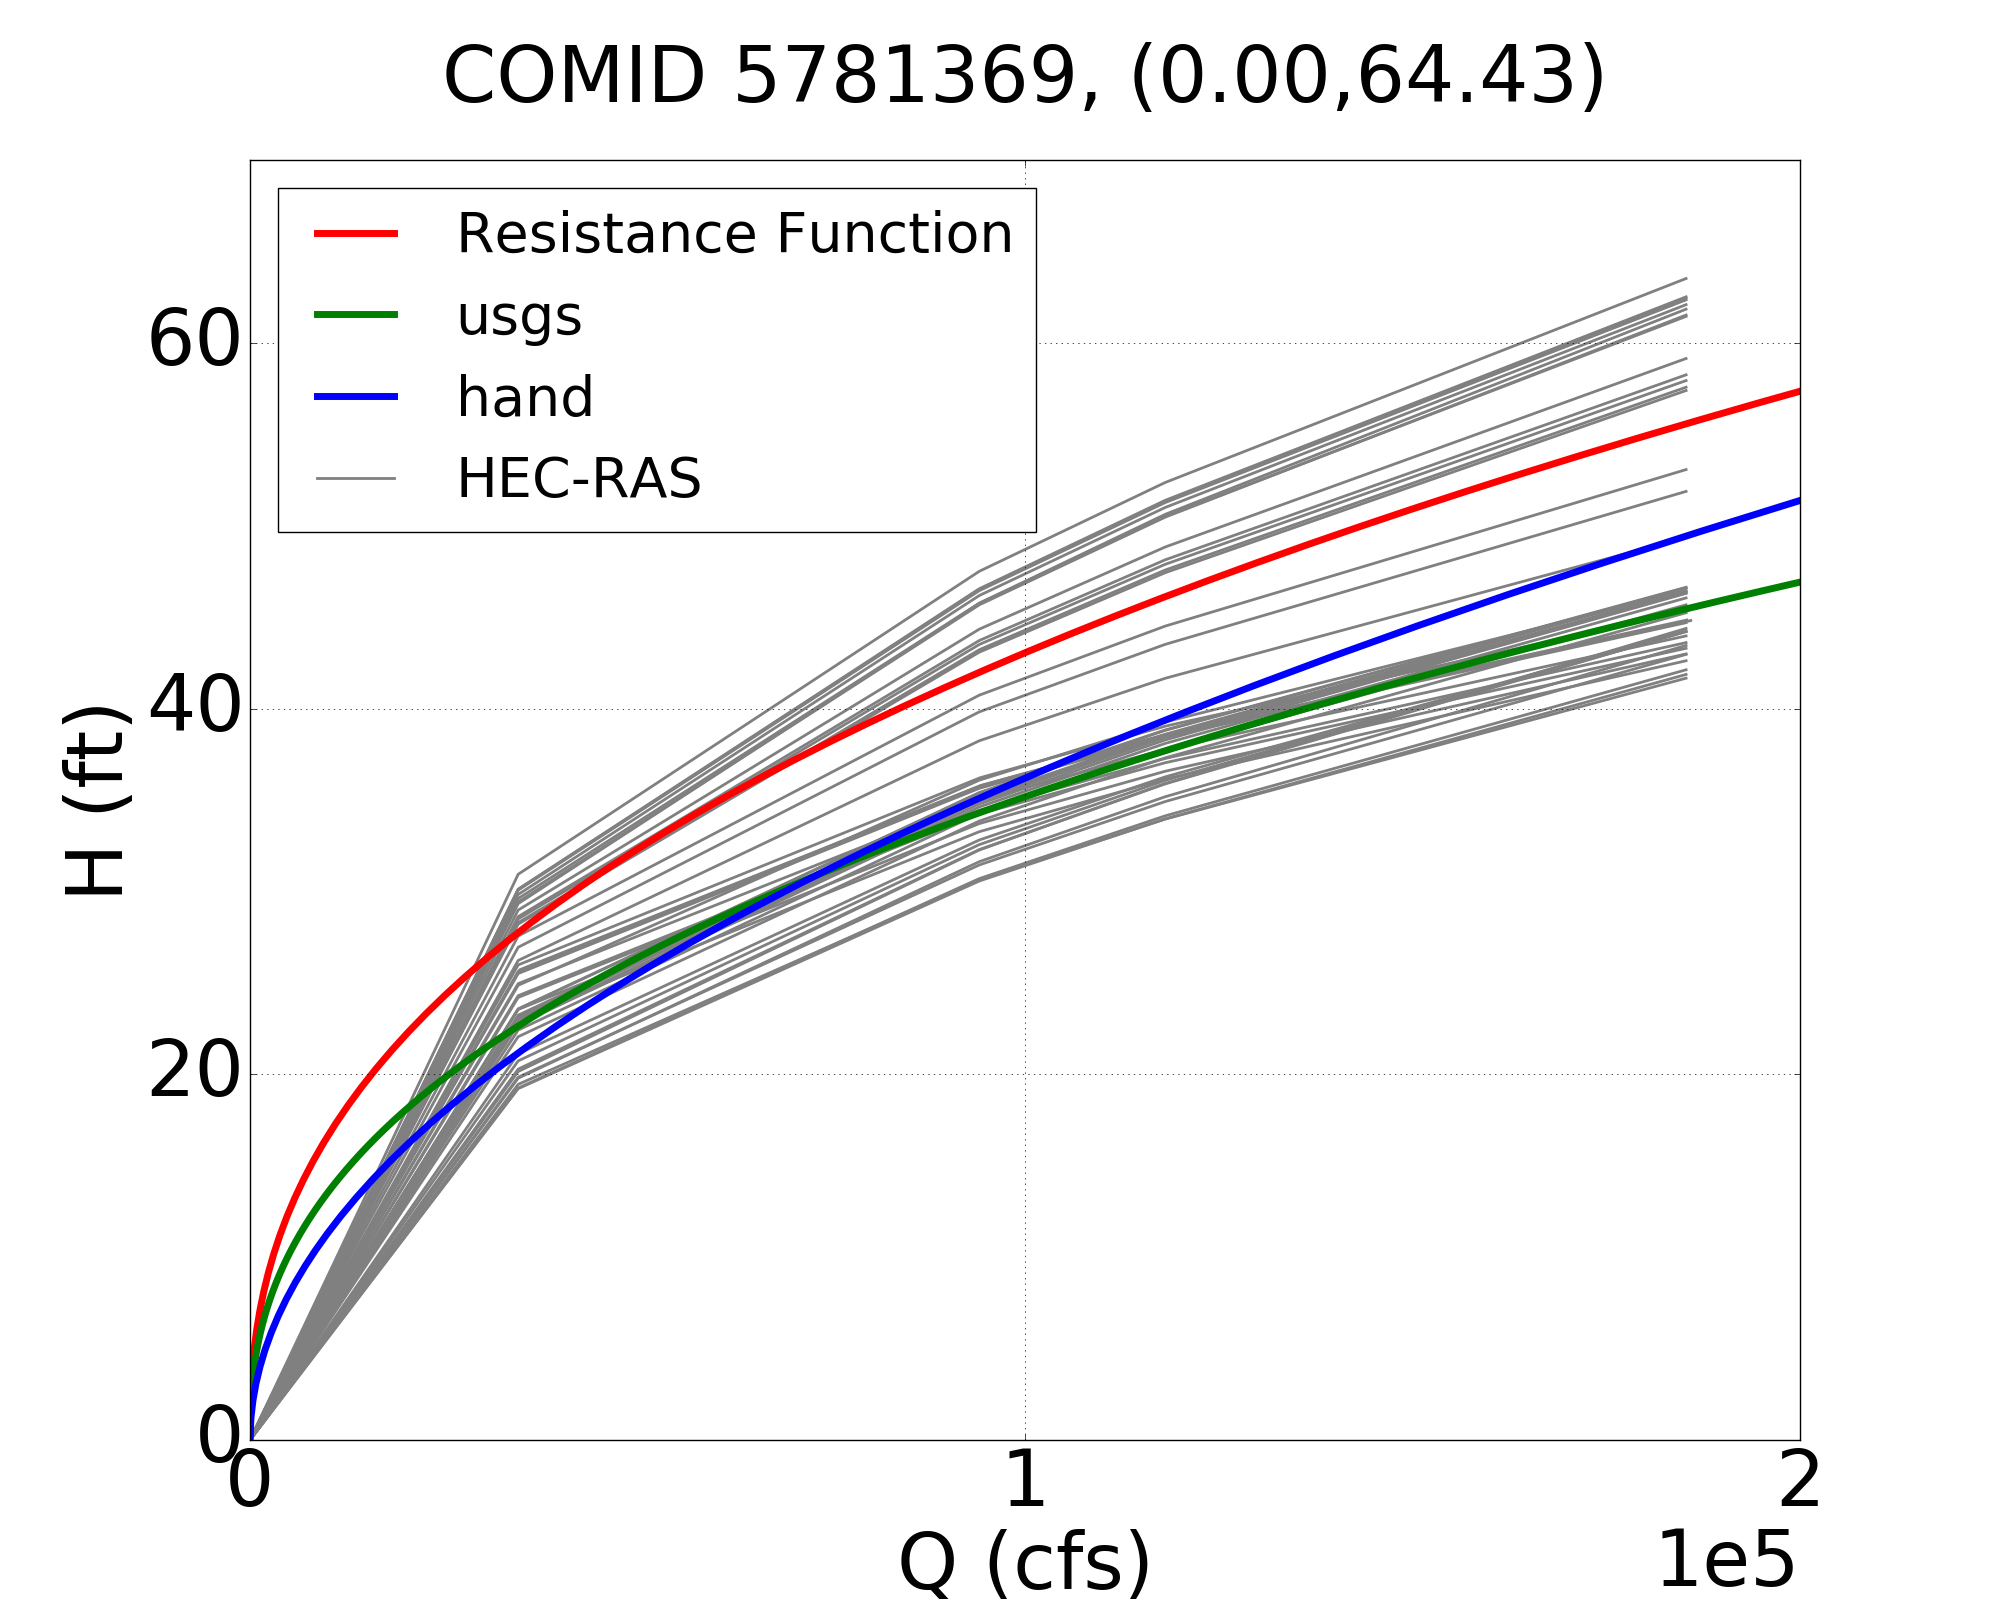 COMID 5781369, (0.00,64.43)
Resistance Function
usgs
hand
HEC-RAS
60
40
20
0
H (ft)
0 1 2
Q (cfs)
1e5